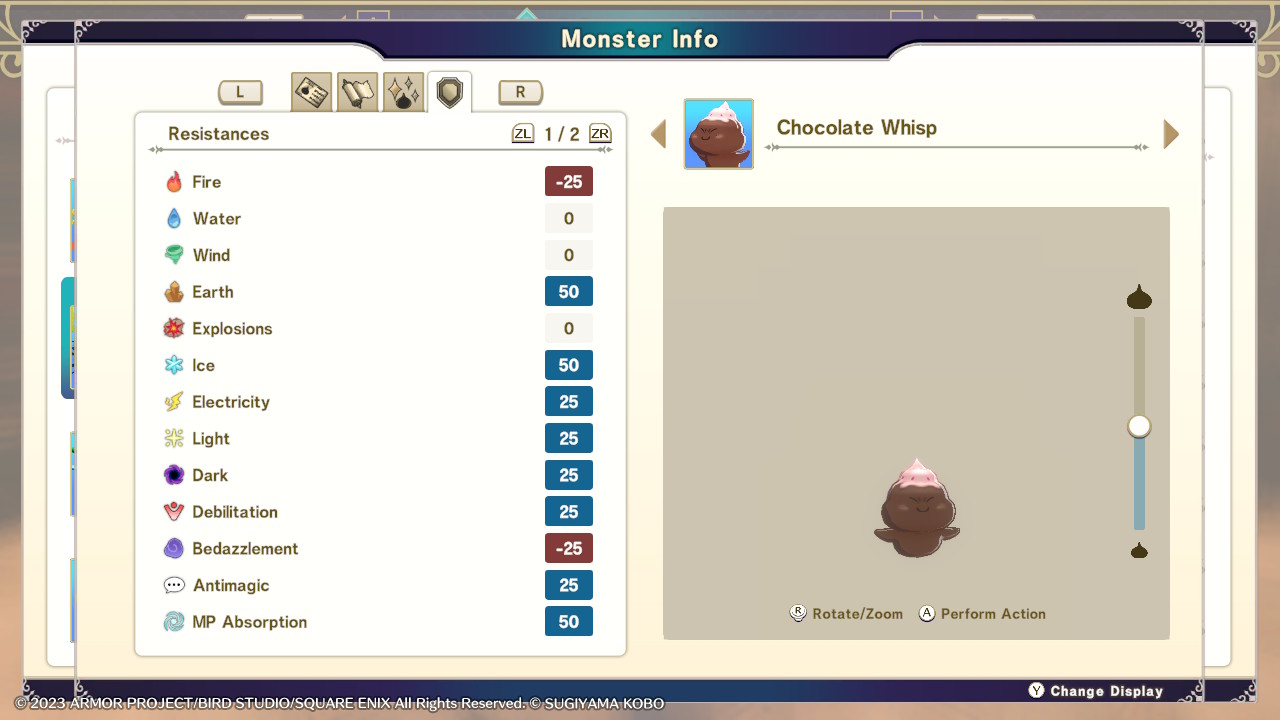 Monster Info
L
R
Resistances
ZL 1 / 2 ZR
Fire -25
Water 0
Wind 0
Earth 50
Explosions 0
Ice 50
Electricity 25
Light 25
Dark 25
Debilitation 25
Bedazzlement -25
Antimagic 25
MP Absorption 50
Chocolate Whisp
R Rotate/Zoom A Perform Action
Y Change Display
© 2023 ARMOR PROJECT/BIRD STUDIO/SQUARE ENIX All Rights Reserved. © SUGIYAMA KOBO